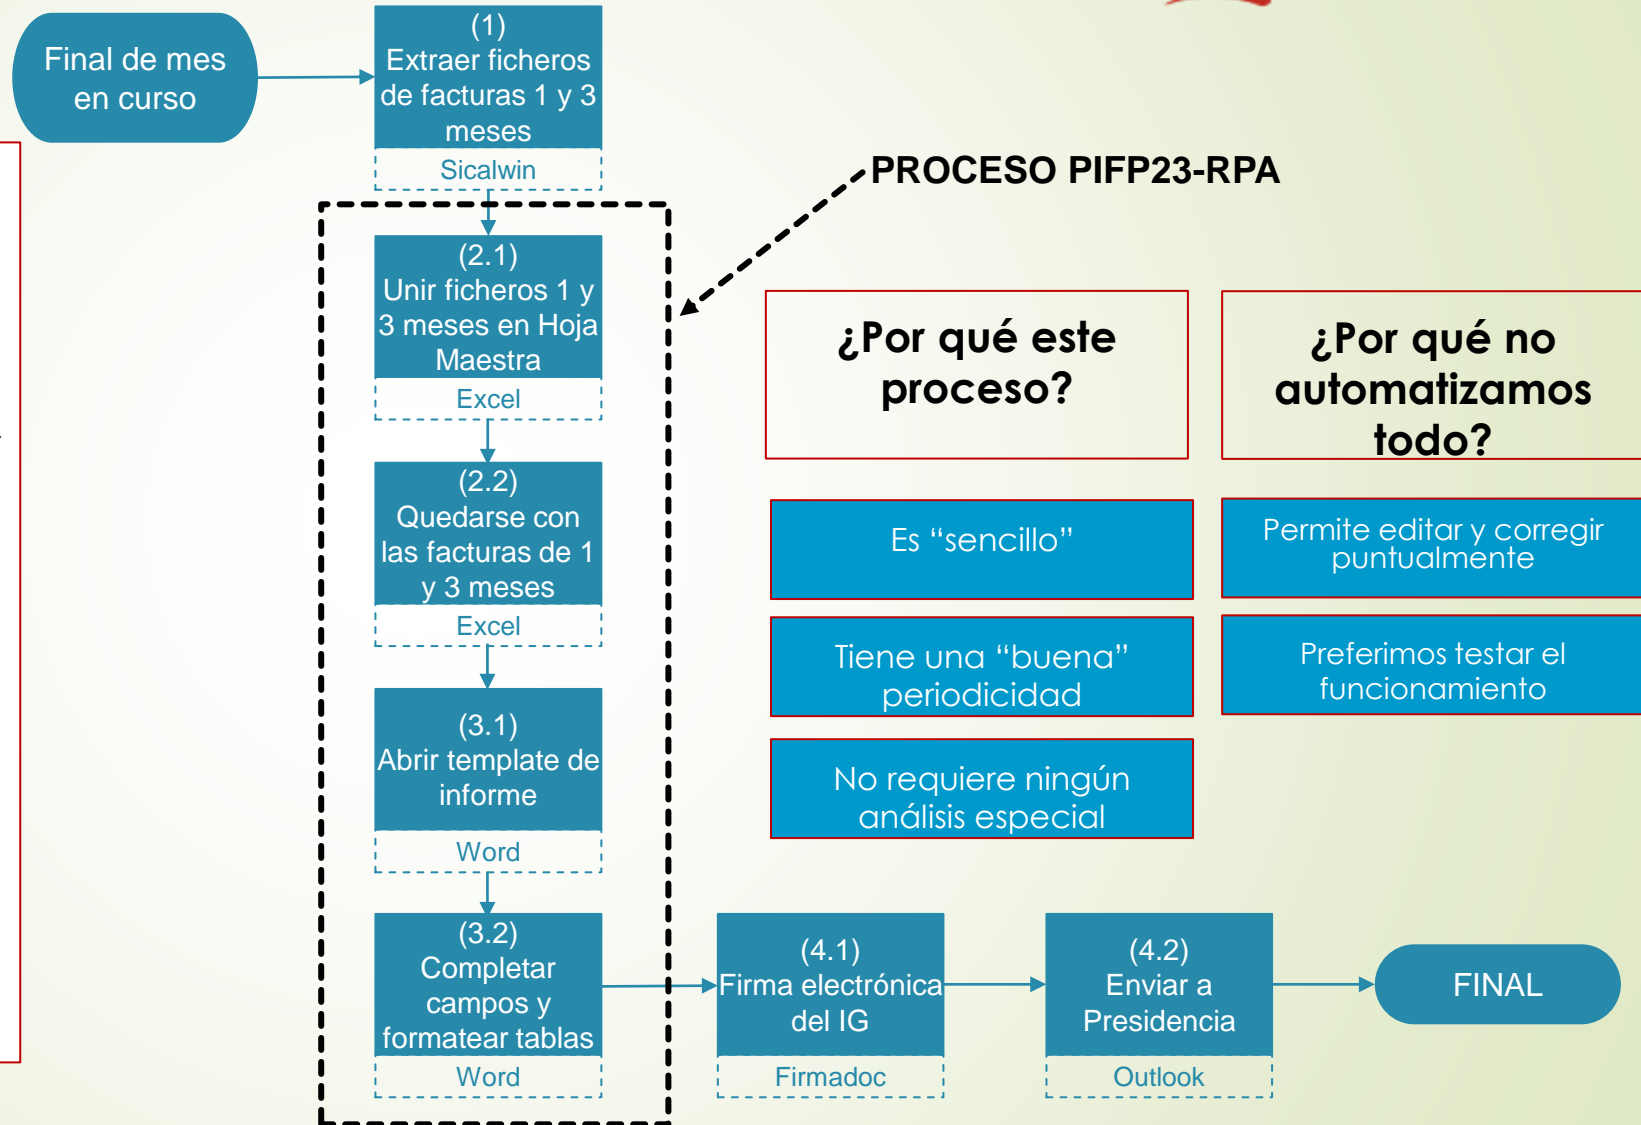 Final de mes
en curso
(1)
Extraer ficheros
de facturas 1 y 3
meses
Sicalwin
PROCESO PIFP23-RPA
(2.1)
Unir ficheros 1 y
3 meses en Hoja
Maestra
Excel
(2.2)
Quedarse con
las facturas de 1
y 3 meses
Excel
(3.1)
Abrir template de
informe
Word
(3.2)
Completar
campos y
formatear tablas
Word
(4.1)
Firma electrónica
del IG
Firmadoc
(4.2)
Enviar a
Presidencia
Outlook
FINAL
¿Por qué este
proceso?
Es “sencillo”
Tiene una “buena”
periodicidad
No requiere ningún
análisis especial
¿Por qué no
automatizamos
todo?
Permite editar y corregir
puntualmente
Preferimos testar el
funcionamiento